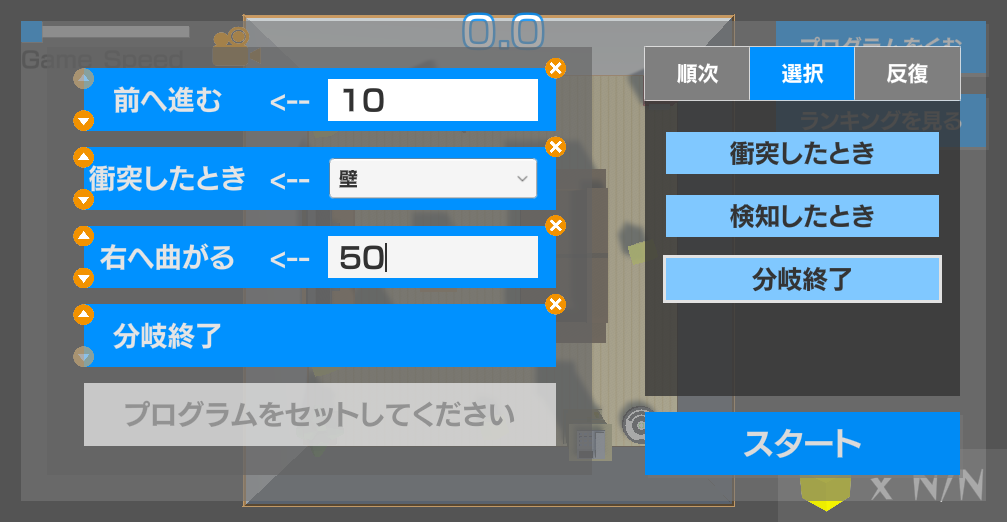 0.0
Game Speed
プログラムをくむ
ランキングを見る
前へ進む <-- 10
衝突したとき <-- 壁
右へ曲がる <-- 50
分岐終了
プログラムをセットしてください
順次 選択 反復
衝突したとき
検知したとき
分岐終了
スタート
x N/N